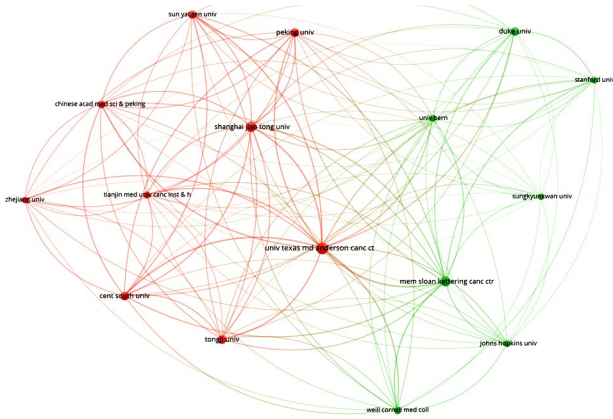 sun yat sen univ
peking univ
duke univ
stanford univ
chinese acad med sci & peking
univ bern
shanghai jiao tong univ
tianjin med univ canc inst & h
zhejiang univ
sungkyunkwan univ
univ texas md anderson canc ct
mem sloan kettering canc ctr
cent south univ
tongji univ
johns hopkins univ
weill cornell med coll